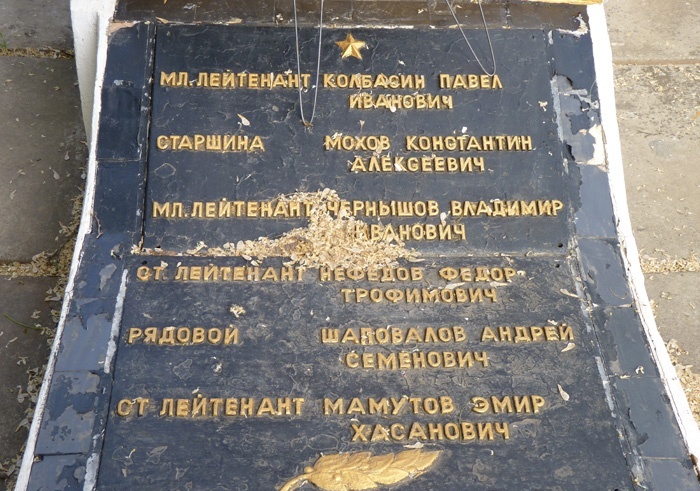 МЛ. ЛЕЙТЕНАНТ КОЛБАСИН ПАВЕЛ
ИВАНОВИЧ
СТАРШИНА МОХОВ КОНСТАНТИН
АЛЕКСЕЕВИЧ
МЛ. ЛЕЙТЕНАНТ ЧЕРНЫШОВ ВЛАДИМИР
ИВАНОВИЧ
СТ ЛЕЙТЕНАНТ НЕФЕДОВ ФЕДОР
ТРОФИМОВИЧ
РЯДОВОЙ ШАПОВАЛОВ АНДРЕЙ
СЕМЕНОВИЧ
СТ ЛЕЙТЕНАНТ МАМУТОВ ЭМИР
ХАСАНОВИЧ